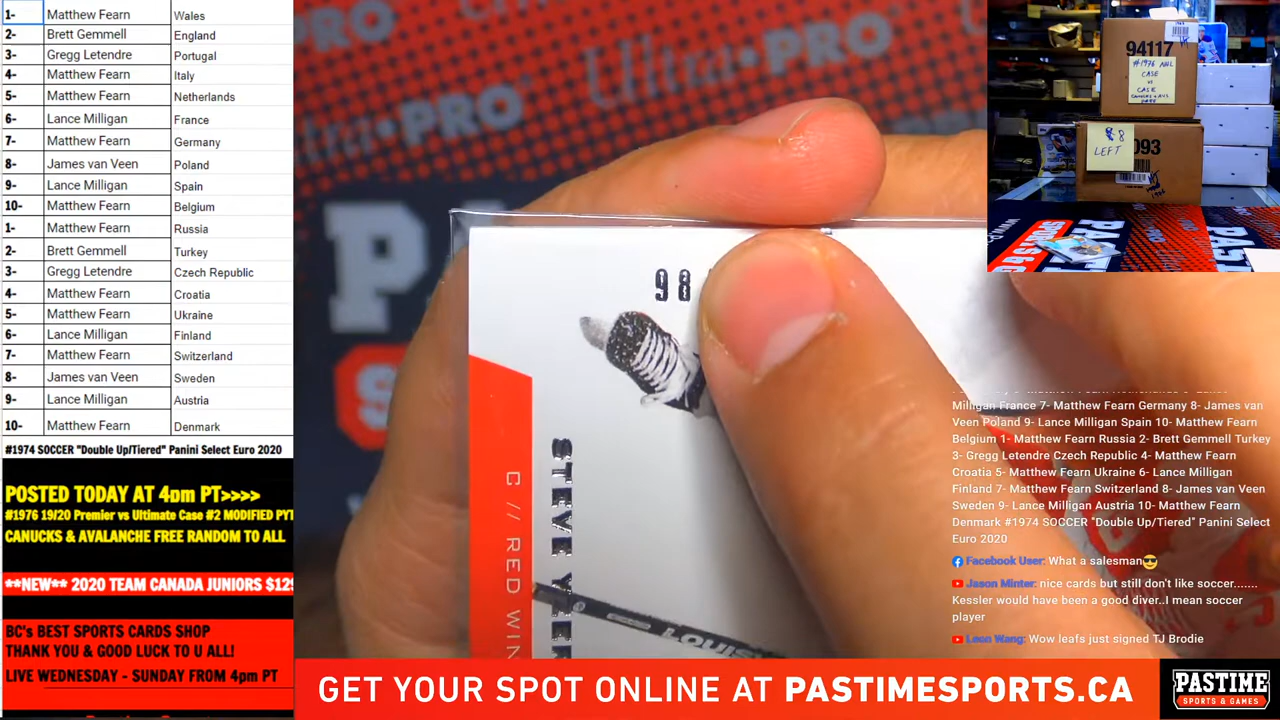 1- Matthew Fearn Wales
2- Brett Gemmell England
3- Gregg Letendre Portugal
4- Matthew Fearn Italy
5- Matthew Fearn Netherlands
6- Lance Milligan France
7- Matthew Fearn Germany
8- James van Veen Poland
9- Lance Milligan Spain
10- Matthew Fearn Belgium
1- Matthew Fearn Russia
2- Brett Gemmell Turkey
3- Gregg Letendre Czech Republic
4- Matthew Fearn Croatia
5- Matthew Fearn Ukraine
6- Lance Milligan Finland
7- Matthew Fearn Switzerland
8- James van Veen Sweden
9- Lance Milligan Austria
10- Matthew Fearn Denmark
#1974 SOCCER "Double Up/Tiered" Panini Select Euro 2020
POSTED TODAY AT 4pm PT>>>>
#1976 19/20 Premier vs Ultimate Case #2 MODIFIED PYT
CANUCKS & AVALANCHE FREE RANDOM TO ALL
**NEW** 2020 TEAM CANADA JUNIORS $129
BC's BEST SPORTS CARDS SHOP
THANK YOU & GOOD LUCK TO U ALL!
LIVE WEDNESDAY - SUNDAY FROM 4pm PT
98
STEVE YZER
C // RED WIN
LOUIS
94117
#1976 NHL
CASE
VS
CASE
8
LEFT
093
Milligan France 7- Matthew Fearn Germany 8- James van
Veen Poland 9- Lance Milligan Spain 10- Matthew Fearn
Belgium 1- Matthew Fearn Russia 2- Brett Gemmell Turkey
3- Gregg Letendre Czech Republic 4- Matthew Fearn
Croatia 5- Matthew Fearn Ukraine 6- Lance Milligan
Finland 7- Matthew Fearn Switzerland 8- James van Veen
Sweden 9- Lance Milligan Austria 10- Matthew Fearn
Denmark #1974 SOCCER "Double Up/Tiered" Panini Select
Euro 2020
Facebook User: What a salesman😎
Jason Minter: nice cards but still don't like soccer.......
Kessler would have been a good diver..I mean soccer
player
Leon Wang: Wow leafs just signed TJ Brodie
GET YOUR SPOT ONLINE AT PASTIMESPORTS.CA
PASTIME
SPORTS & GAMES